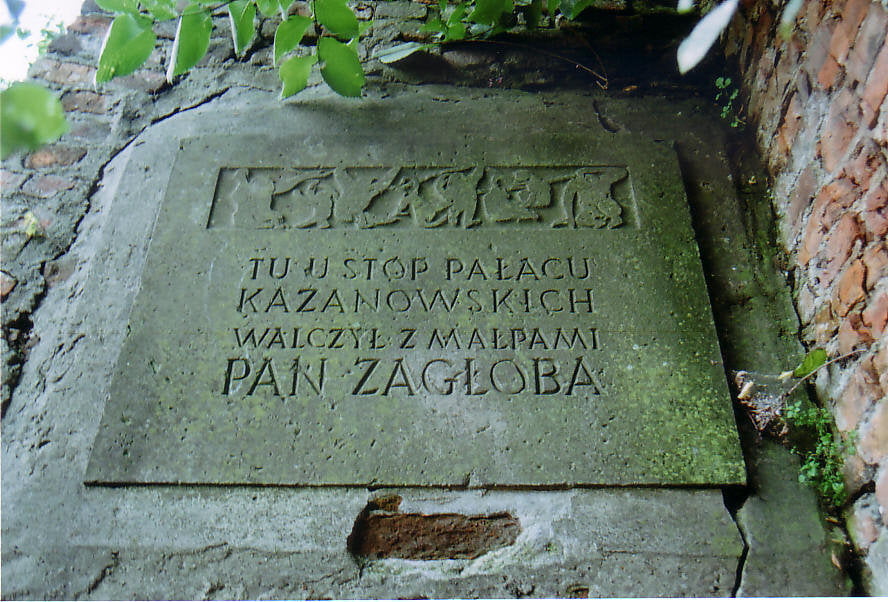 TU U STÓP PAŁACU
KAZANOWSKICH
WALCZYŁ Z MAŁPAMI
PAN ZAGŁOBA